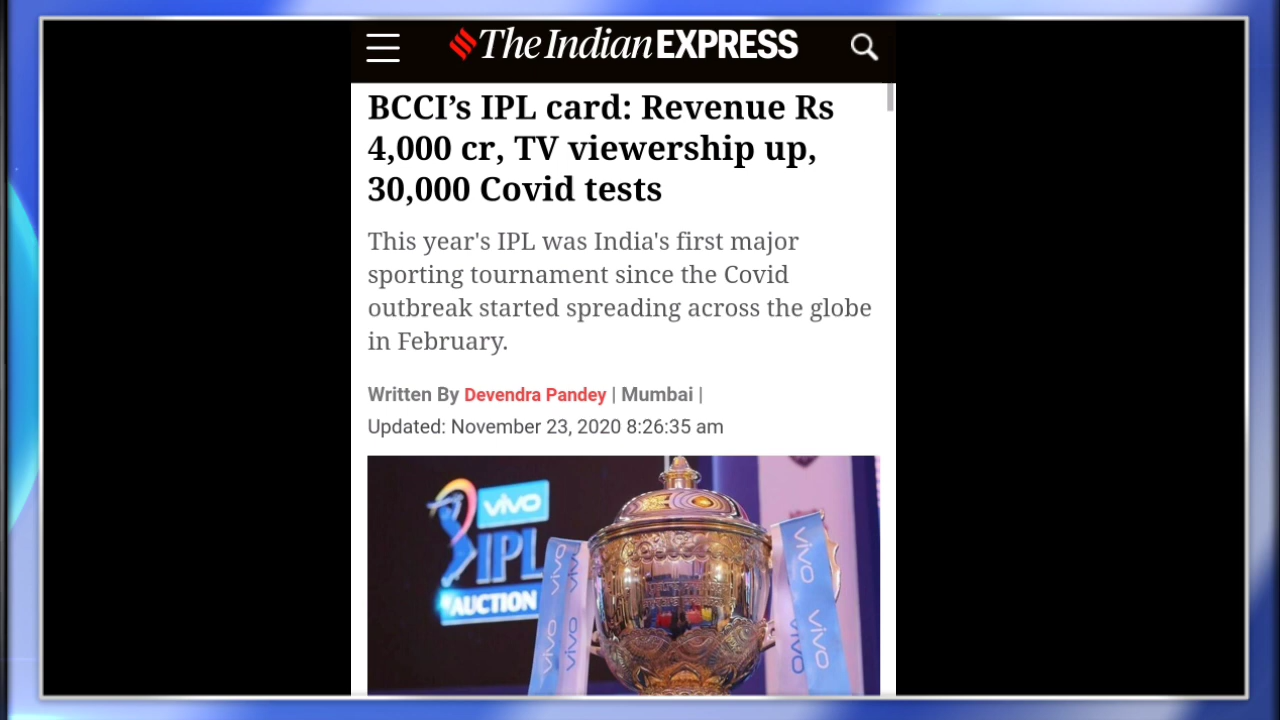 The Indian EXPRESS
BCCI’s IPL card: Revenue Rs
4,000 cr, TV viewership up,
30,000 Covid tests
This year's IPL was India's first major
sporting tournament since the Covid
outbreak started spreading across the globe
in February.
Written By Devendra Pandey | Mumbai |
Updated: November 23, 2020 8:26:35 am
vivo
IPL
AUCTION
vivo
vivo
vivo
vivo
vivo
vivo
vivo